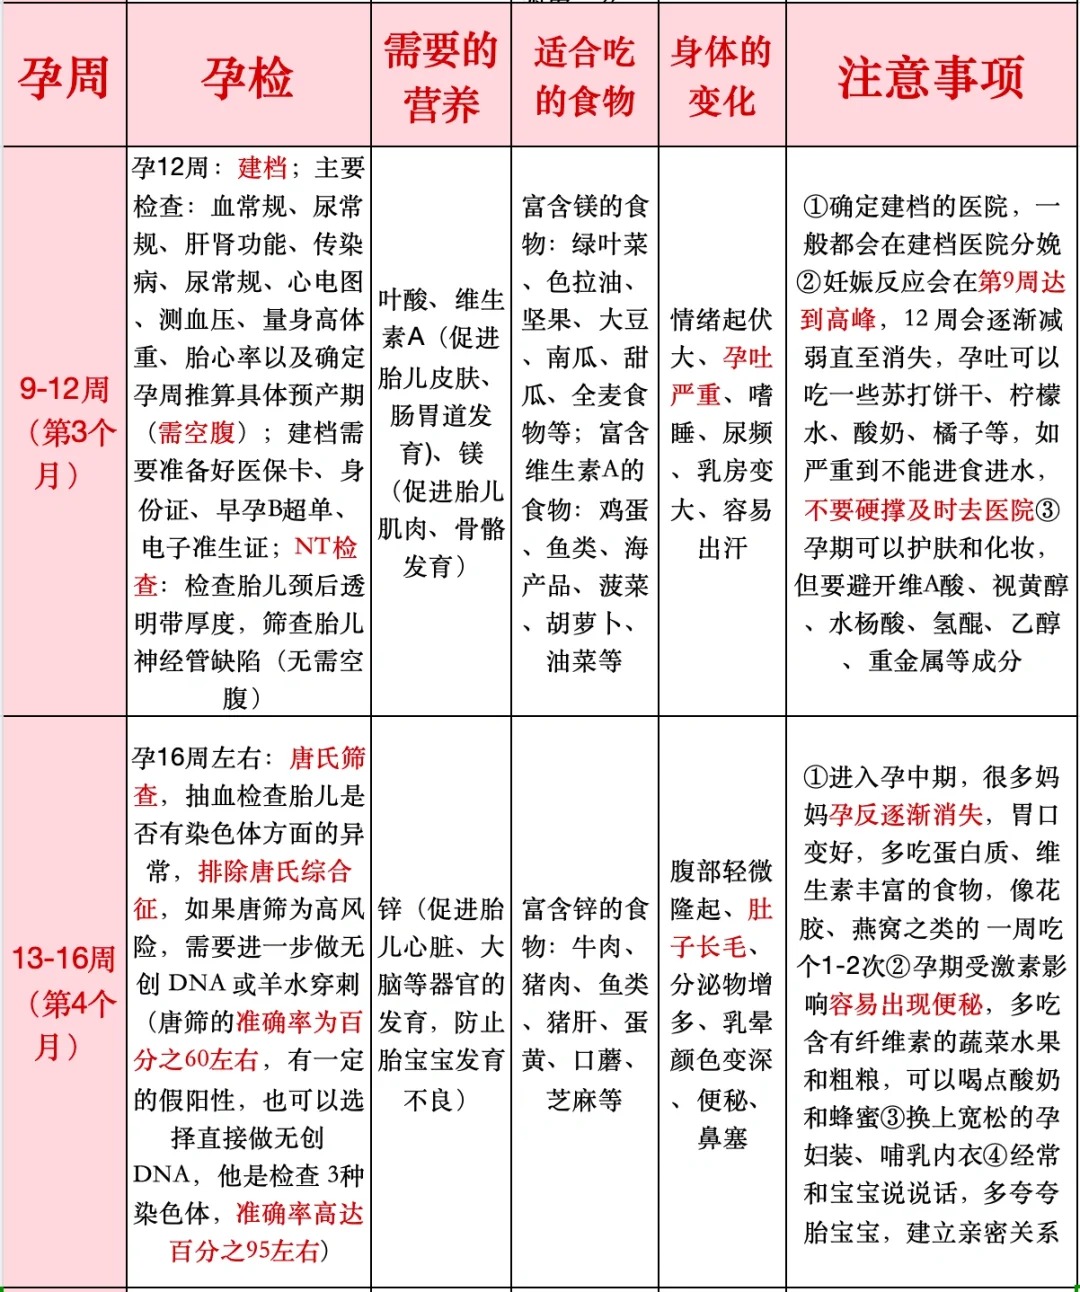 孕周
孕检
需要的
营养
适合吃
的食物
身体的
变化
注意事项
9-12周
（第3个
月）
孕12周：建档；主要
检查：血常规、尿常
规、肝肾功能、传染
病、尿常规、心电图
、测血压、量身高体
重、胎心率以及确定
孕周推算具体预产期
（需空腹）；建档需
要准备好医保卡、身
份证、早孕B超单、
电子准生证；NT检
查：检查胎儿颈后透
明带厚度，筛查胎儿
神经管缺陷（无需空
腹）
叶酸、维生
素A（促进
胎儿皮肤、
肠胃道发
育)、镁
（促进胎儿
肌肉、骨骼
发育）
富含镁的食
物：绿叶菜
、色拉油、
坚果、大豆
、南瓜、甜
瓜、全麦食
物等；富含
维生素A的
食物：鸡蛋
、鱼类、海
产品、菠菜
、胡萝卜、
油菜等
情绪起伏
大、孕吐
严重、嗜
睡、尿频
、乳房变
大、容易
出汗
①确定建档的医院，一
般都会在建档医院分娩
②妊娠反应会在第9周达
到高峰，12 周会逐渐减
弱直至消失，孕吐可以
吃一些苏打饼干、柠檬
水、酸奶、橘子等，如
严重到不能进食进水，
不要硬撑及时去医院③
孕期可以护肤和化妆，
但要避开维A酸、视黄醇
、水杨酸、氢醌、乙醇
、重金属等成分
13-16周
（第4个
月）
孕16周左右：唐氏筛
查，抽血检查胎儿是
否有染色体方面的异
常，排除唐氏综合
征，如果唐筛为高风
险，需要进一步做无
创 DNA 或羊水穿刺
（唐筛的准确率为百
分之60左右，有一定
的假阳性，也可以选
择直接做无创
DNA，他是检查 3种
染色体，准确率高达
百分之95左右）
锌（促进胎
儿心脏、大
脑等器官的
发育，防止
胎宝宝发育
不良）
富含锌的食
物：牛肉、
猪肉、鱼类
、猪肝、蛋
黄、口蘑、
芝麻等
腹部轻微
隆起、肚
子长毛、
分泌物增
多、乳晕
颜色变深
、便秘、
鼻塞
①进入孕中期，很多妈
妈孕反逐渐消失，胃口
变好，多吃蛋白质、维
生素丰富的食物，像花
胶、燕窝之类的 一周吃
个1-2次②孕期受激素影
响容易出现便秘，多吃
含有纤维素的蔬菜水果
和粗粮，可以喝点酸奶
和蜂蜜③换上宽松的孕
妇装、哺乳内衣④经常
和宝宝说说话，多夸夸
胎宝宝，建立亲密关系